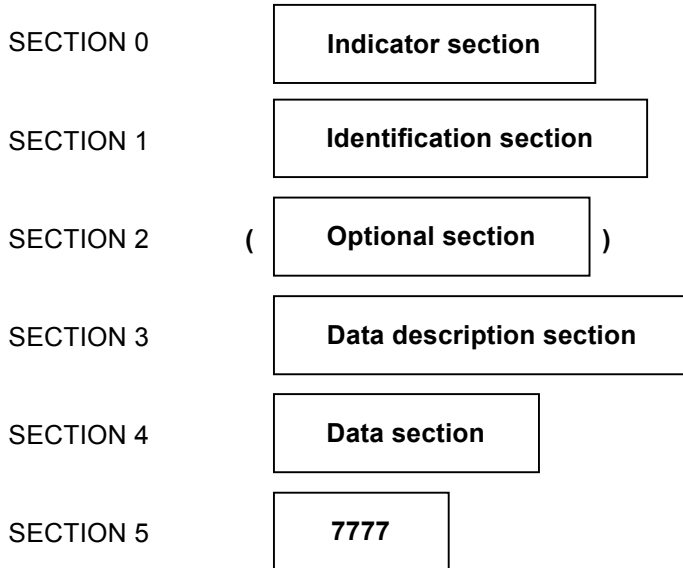 SECTION 0 Indicator section
SECTION 1 Identification section
SECTION 2 ( Optional section )
SECTION 3 Data description section
SECTION 4 Data section
SECTION 5 7777